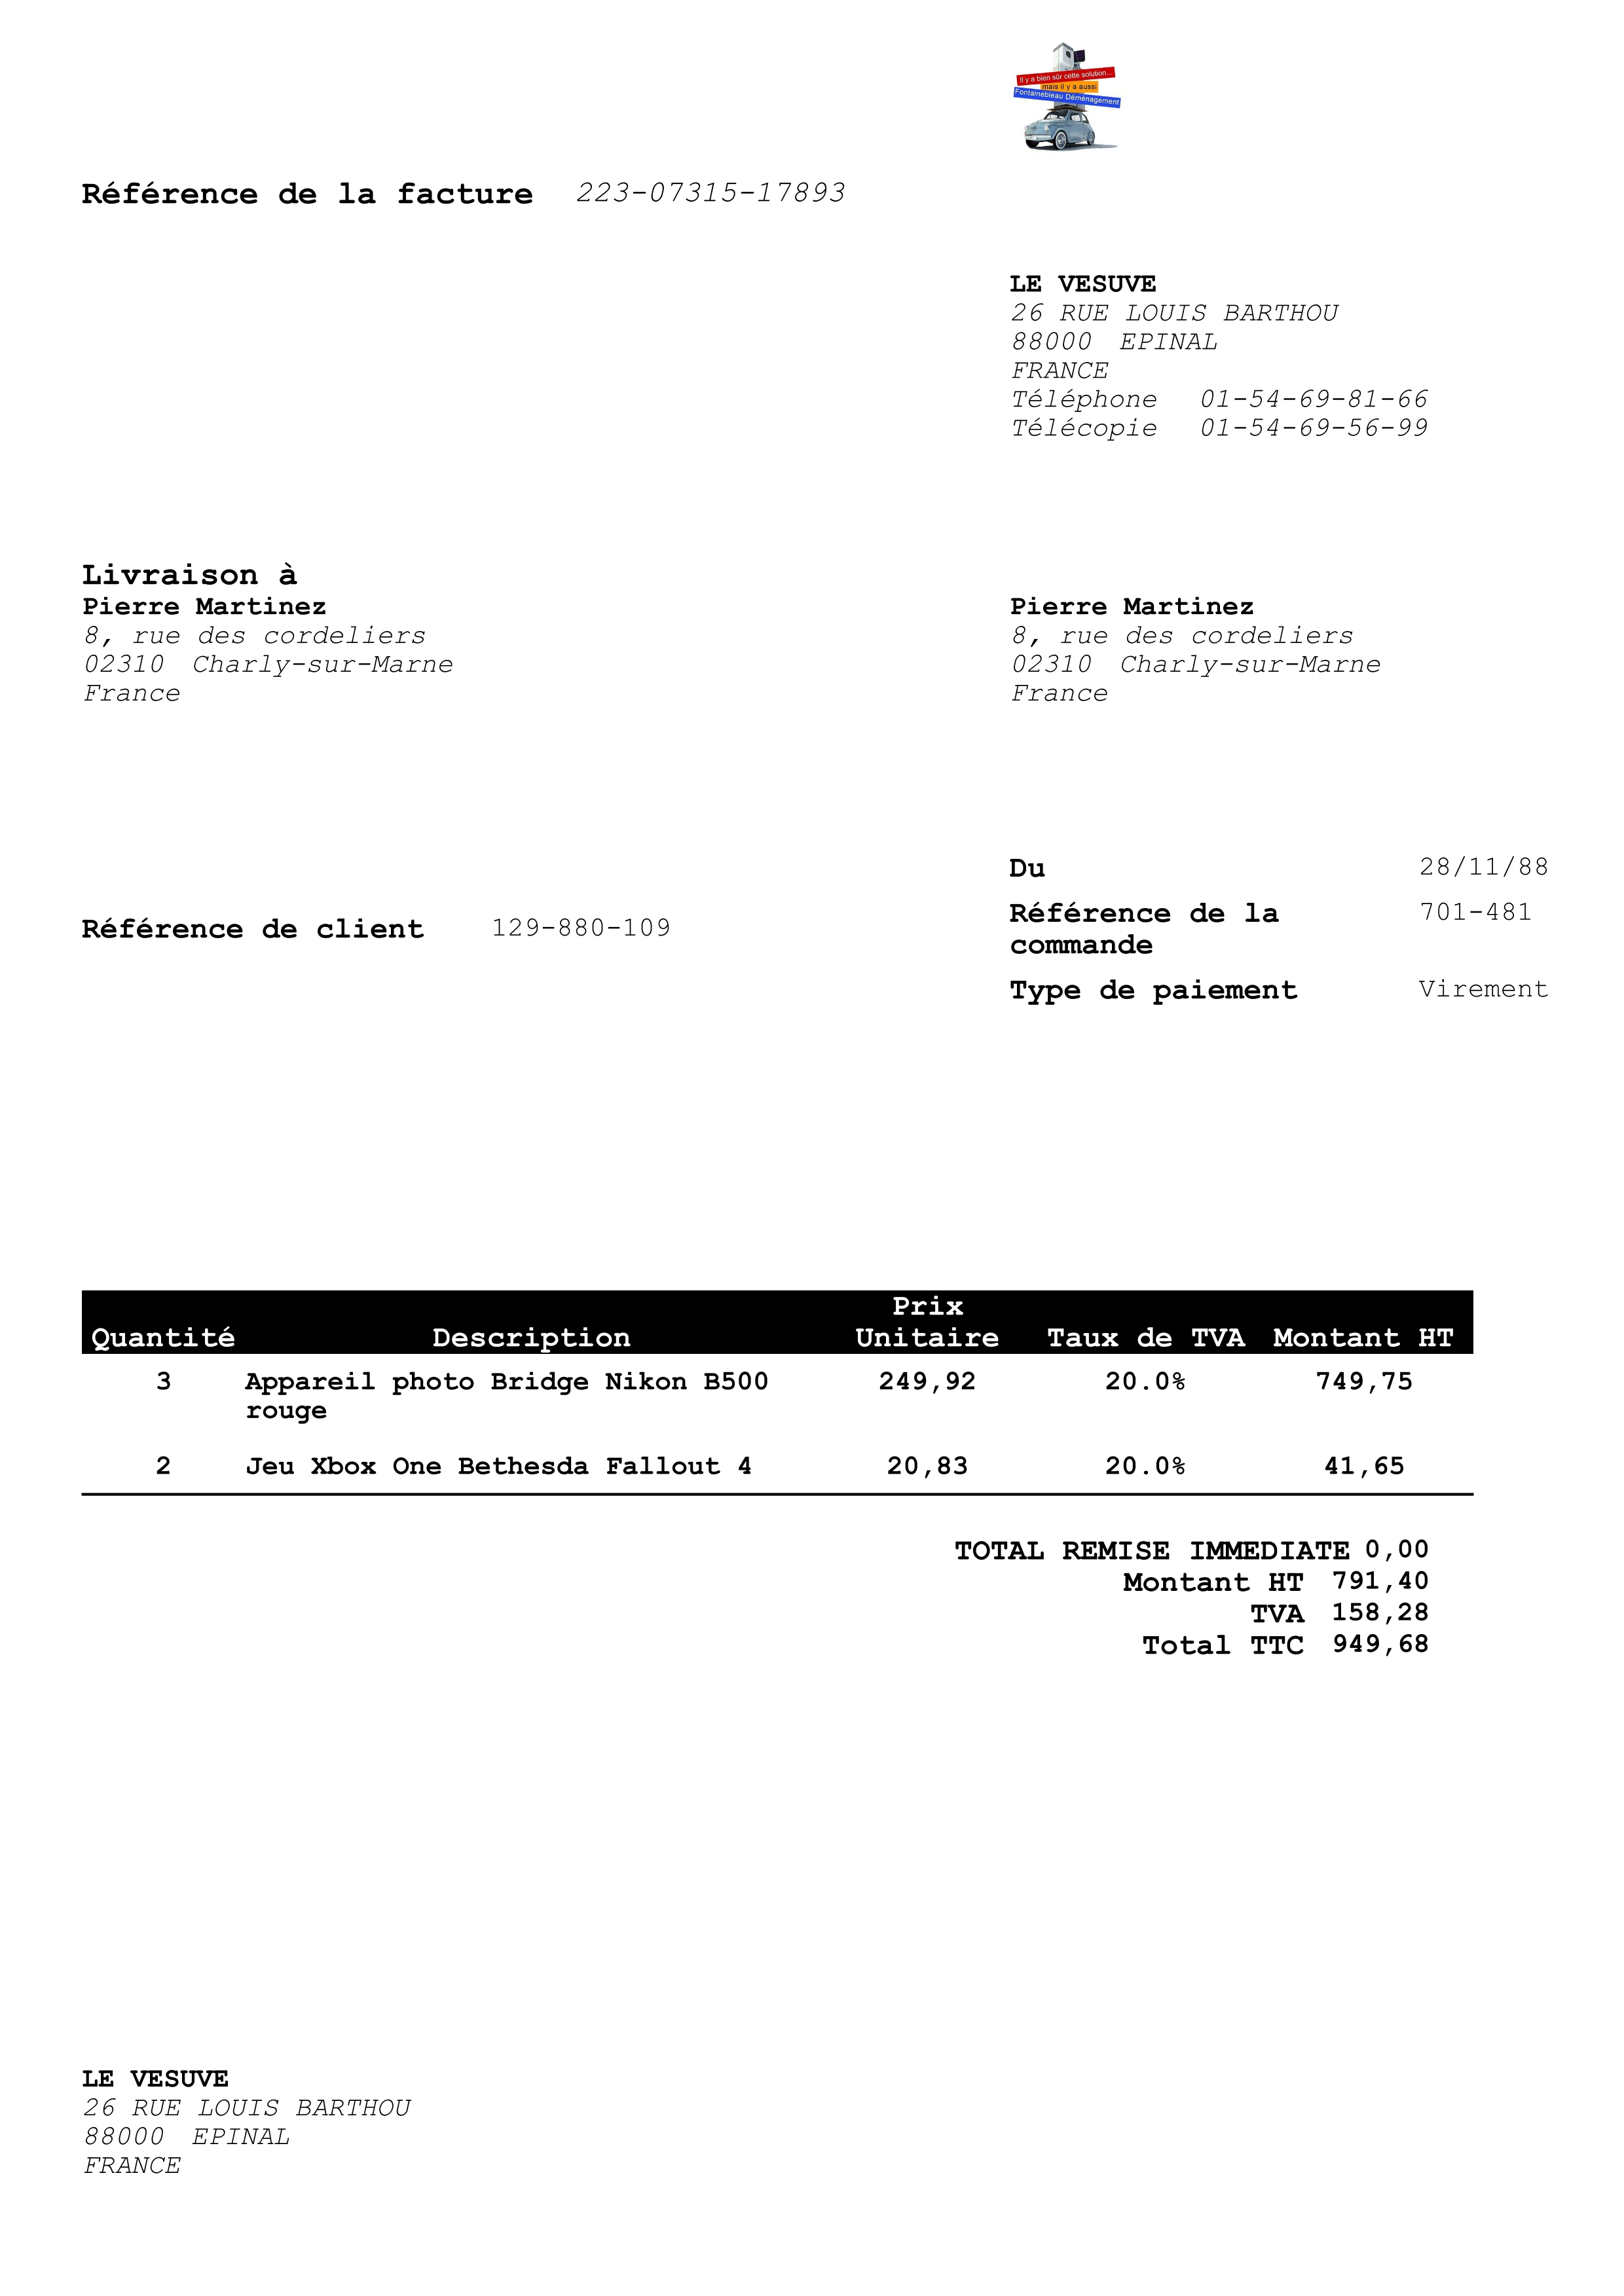 Il y a bien sûr cette solution...
mais il y a aussi
Fontainebleau Déménagement
Référence de la facture 223-07315-17893
LE VESUVE
26 RUE LOUIS BARTHOU
88000 EPINAL
FRANCE
Téléphone 01-54-69-81-66
Télécopie 01-54-69-56-99
Livraison à
Pierre Martinez
8, rue des cordeliers
02310 Charly-sur-Marne
France
Pierre Martinez
8, rue des cordeliers
02310 Charly-sur-Marne
France
Du 28/11/88
Référence de client 129-880-109
Référence de la 701-481
commande
Type de paiement Virement
Prix
Quantité Description Unitaire Taux de TVA Montant HT
3 Appareil photo Bridge Nikon B500 249,92 20.0% 749,75
rouge
2 Jeu Xbox One Bethesda Fallout 4 20,83 20.0% 41,65
TOTAL REMISE IMMEDIATE 0,00
Montant HT 791,40
TVA 158,28
Total TTC 949,68
LE VESUVE
26 RUE LOUIS BARTHOU
88000 EPINAL
FRANCE